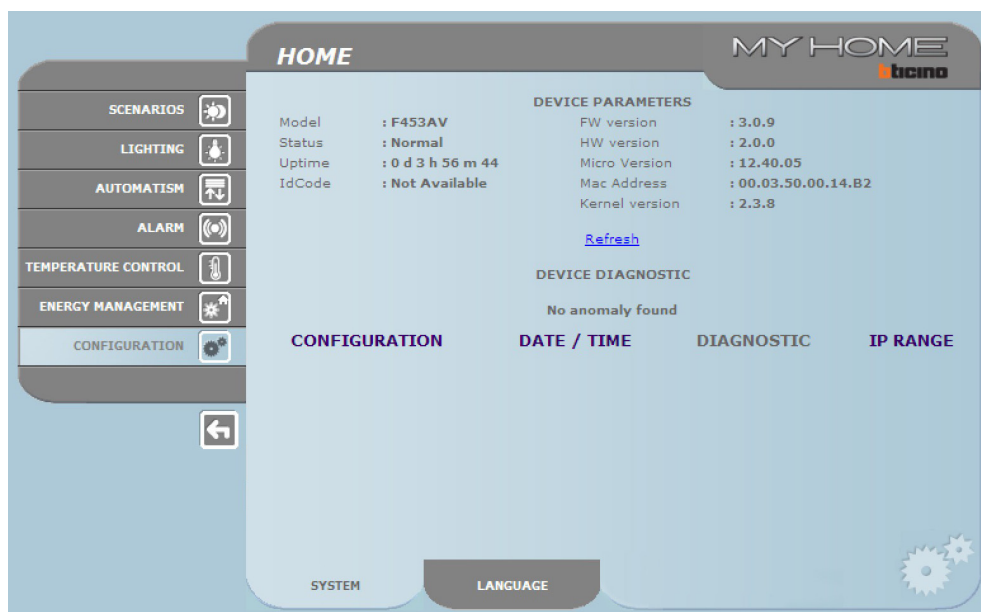 HOME
MY HOME
bticino
SCENARIOS
LIGHTING
AUTOMATISM
ALARM
TEMPERATURE CONTROL
ENERGY MANAGEMENT
CONFIGURATION
DEVICE PARAMETERS
Model : F453AV FW version : 3.0.9
Status : Normal HW version : 2.0.0
Uptime : 0 d 3 h 56 m 44 Micro Version : 12.40.05
IdCode : Not Available Mac Address : 00.03.50.00.14.B2
Kernel version : 2.3.8
Refresh
DEVICE DIAGNOSTIC
No anomaly found
CONFIGURATION DATE / TIME DIAGNOSTIC IP RANGE
SYSTEM LANGUAGE